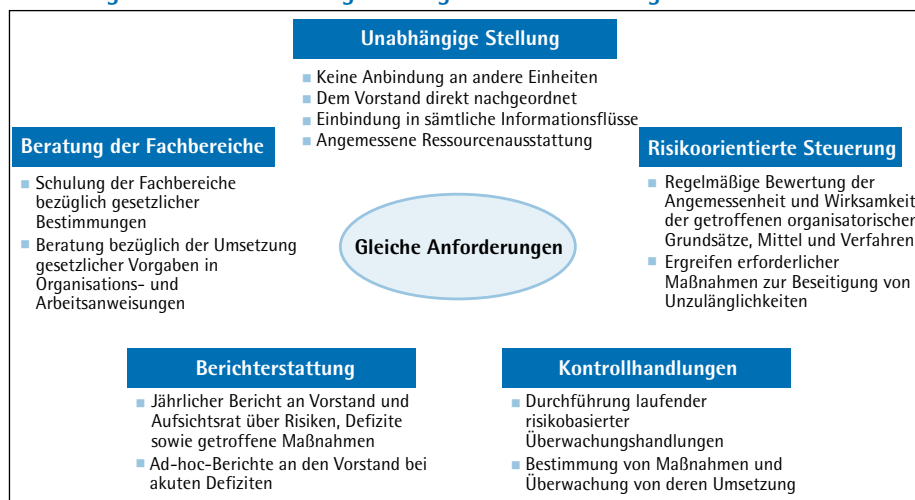 Unabhängige Stellung
Keine Anbindung an andere Einheiten
Dem Vorstand direkt nachgeordnet
Einbindung in sämtliche Informationsflüsse
Angemessene Ressourcenausstattung
Beratung der Fachbereiche
Schulung der Fachbereiche
bezüglich gesetzlicher
Bestimmungen
Beratung bezüglich der Umsetzung
gesetzlicher Vorgaben in
Organisations- und
Arbeitsanweisungen
Risikoorientierte Steuerung
Regelmäßige Bewertung der
Angemessenheit und Wirksamkeit
der getroffenen organisatorischen
Grundsätze, Mittel und Verfahren
Ergreifen erforderlicher
Maßnahmen zur Beseitigung von
Unzulänglichkeiten
Gleiche Anforderungen
Berichterstattung
Jährlicher Bericht an Vorstand und
Aufsichtsrat über Risiken, Defizite
sowie getroffene Maßnahmen
Ad-hoc-Berichte an den Vorstand bei
akuten Defiziten
Kontrollhandlungen
Durchführung laufender
risikobasierter
Überwachungshandlungen
Bestimmung von Maßnahmen und
Überwachung von deren Umsetzung